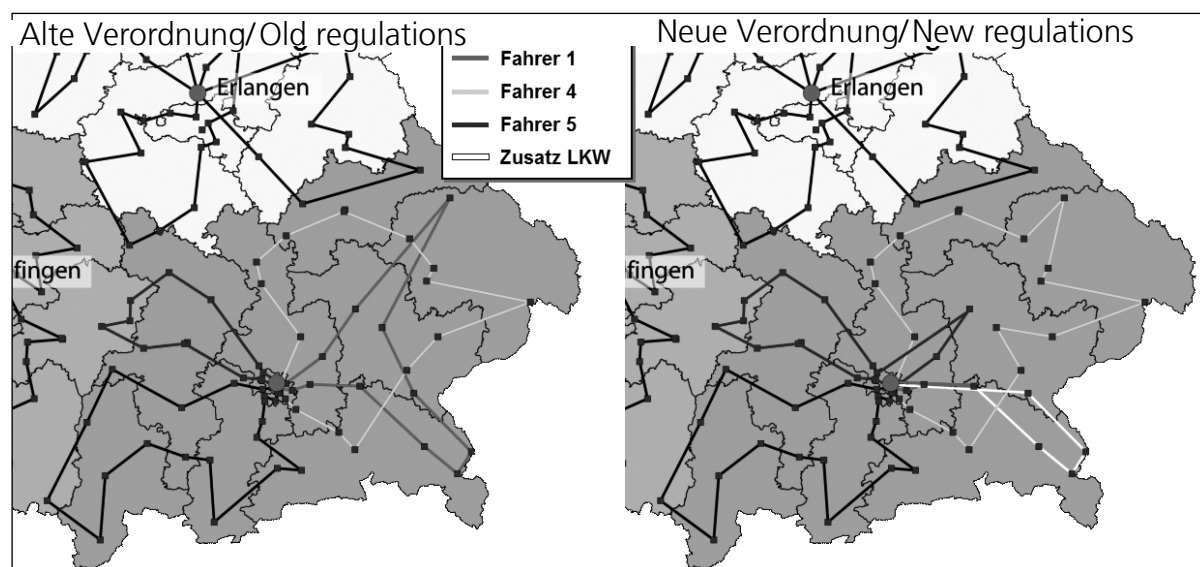 Alte Verordnung/Old regulations
Neue Verordnung/New regulations
Fahrer 1
Fahrer 4
Fahrer 5
Zusatz LKW
Erlangen
Erlangen
fingen
fingen